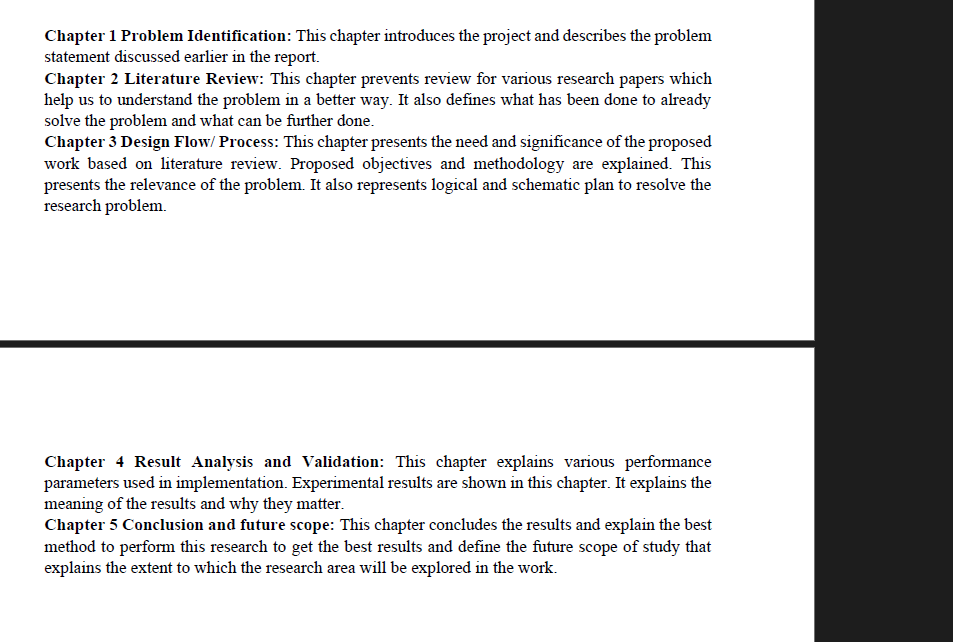 Chapter 1 Problem Identification: This chapter introduces the project and describes the problem
statement discussed earlier in the report.
Chapter 2 Literature Review: This chapter prevents review for various research papers which
help us to understand the problem in a better way. It also defines what has been done to already
solve the problem and what can be further done.
Chapter 3 Design Flow/ Process: This chapter presents the need and significance of the proposed
work based on literature review. Proposed objectives and methodology are explained. This
presents the relevance of the problem. It also represents logical and schematic plan to resolve the
research problem.
Chapter 4 Result Analysis and Validation: This chapter explains various performance
parameters used in implementation. Experimental results are shown in this chapter. It explains the
meaning of the results and why they matter.
Chapter 5 Conclusion and future scope: This chapter concludes the results and explain the best
method to perform this research to get the best results and define the future scope of study that
explains the extent to which the research area will be explored in the work.